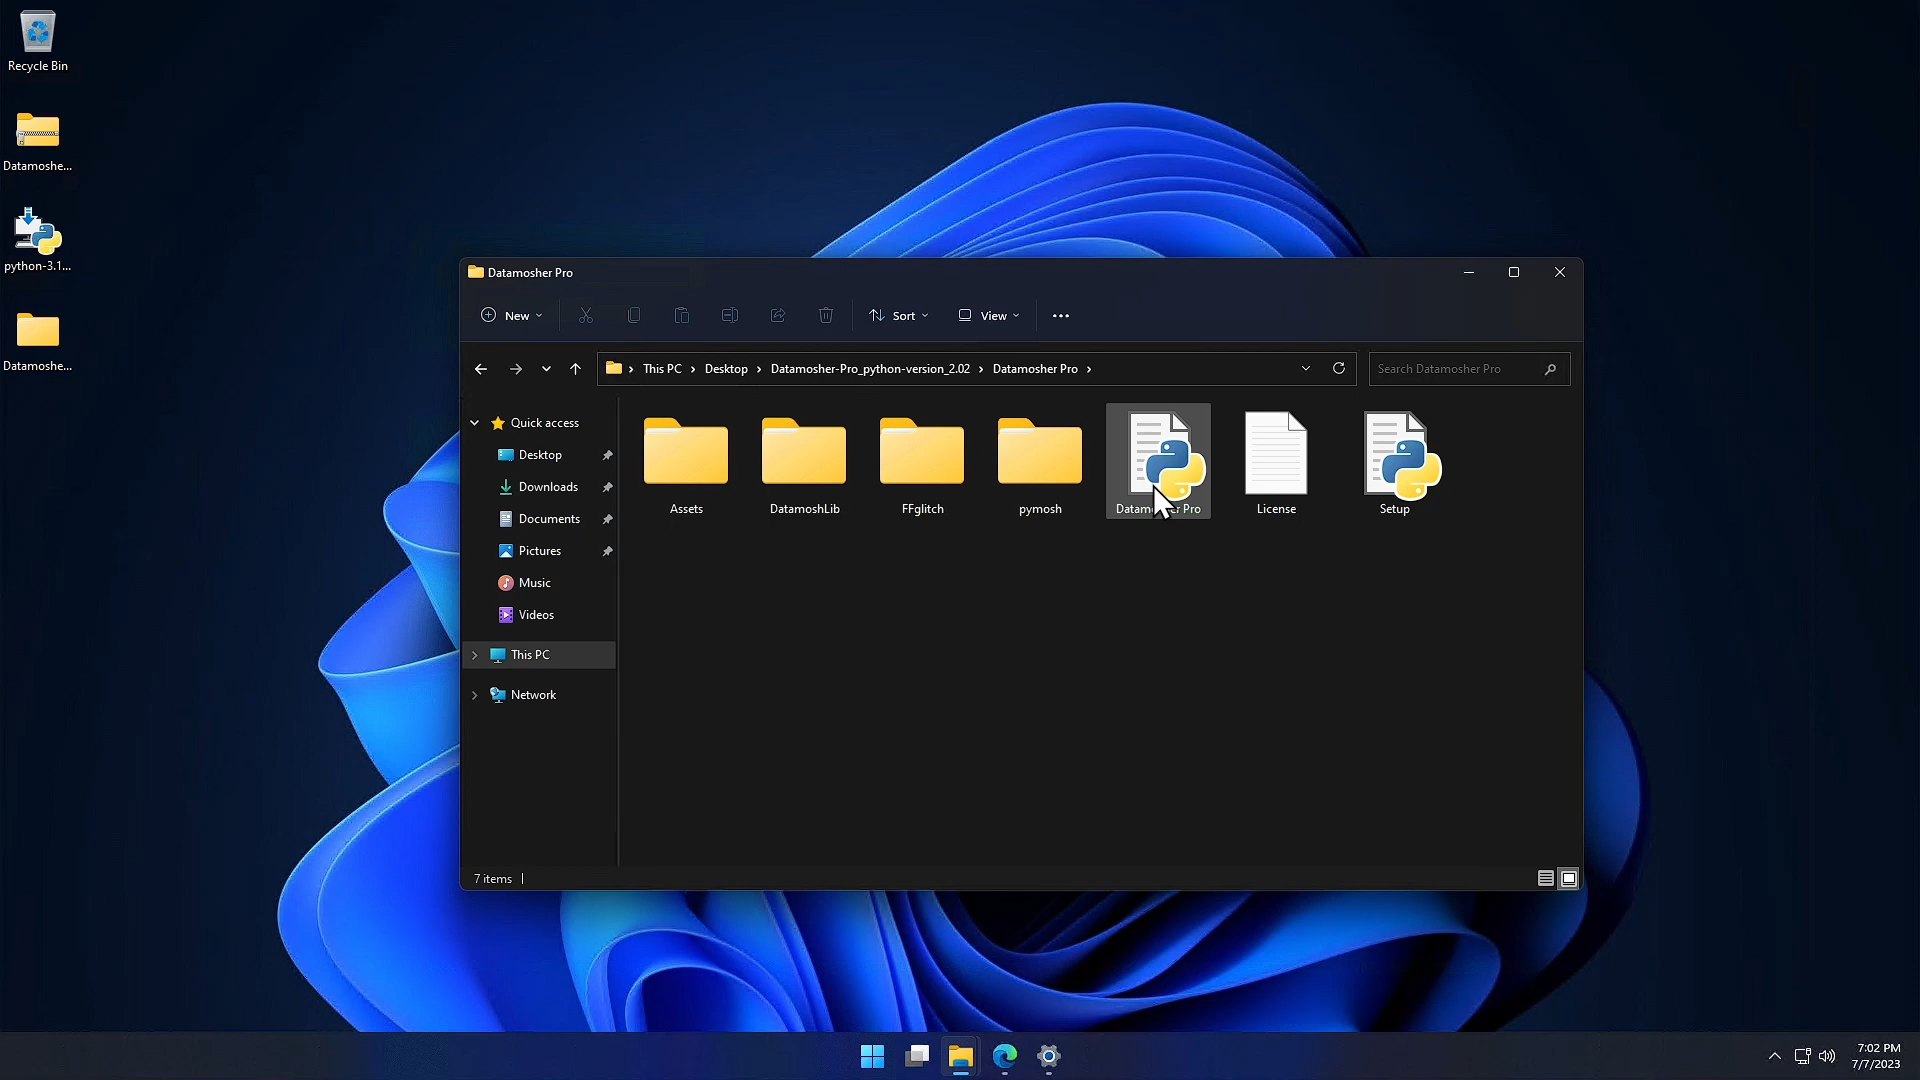 Recycle Bin
Datamoshe...
python-3.1...
Datamoshe...
Datamosher Pro
New
Sort
View
This PC
Desktop
Datamosher-Pro_python-version_2.02
Datamosher Pro
Search Datamosher Pro
Quick access
Desktop
Downloads
Documents
Pictures
Music
Videos
This PC
Network
Assets
DatamoshLib
FFglitch
pymosh
Datamosher Pro
License
Setup
7 items
7:02 PM
7/7/2023